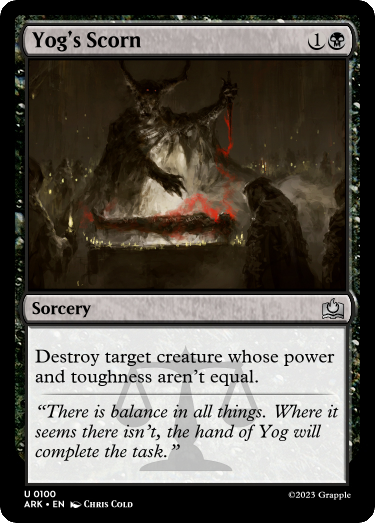 Yog's Scorn 1
Sorcery
Destroy target creature whose power
and toughness aren't equal.
“There is balance in all things. Where it
seems there isn't, the hand of Yog will
complete the task.”
U 0100
ARK • EN Chris Cold
©2023 Grapple